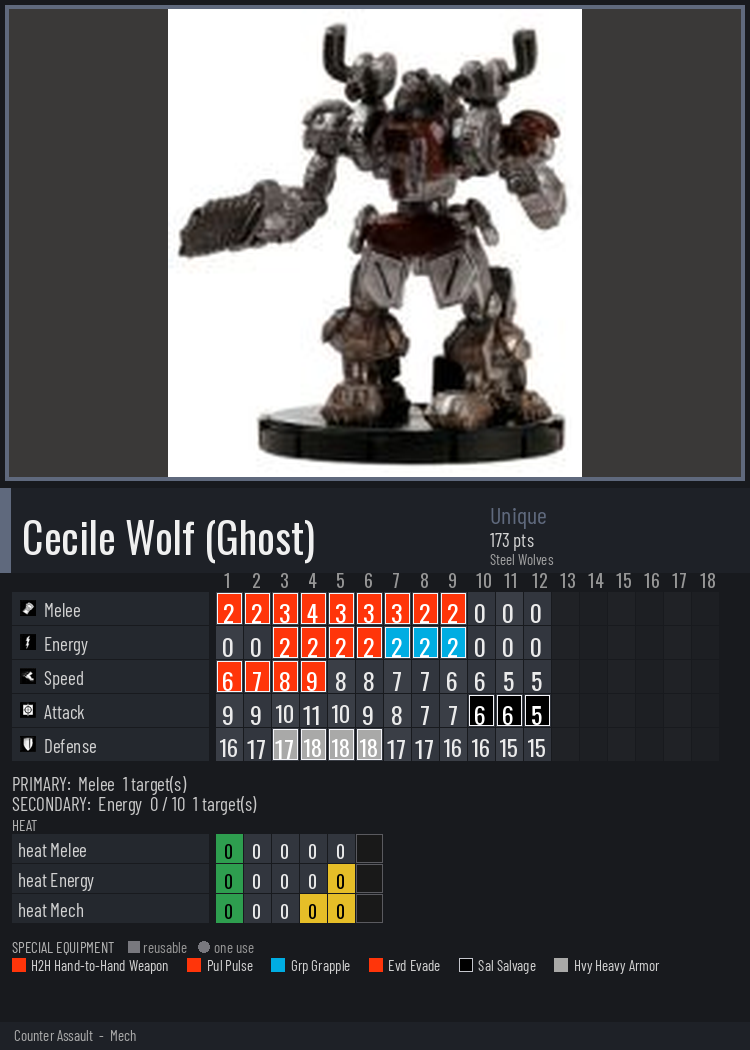 Cecile Wolf (Ghost)
Unique
173 pts
Steel Wolves
1 2 3 4 5 6 7 8 9 10 11 12 13 14 15 16 17 18
Melee 2 2 3 4 3 3 3 2 2 0 0 0
Energy 0 0 2 2 2 2 2 2 2 0 0 0
Speed 6 7 8 9 8 8 7 7 6 6 5 5
Attack 9 9 10 11 10 9 8 7 7 6 6 5
Defense 16 17 17 18 18 18 17 17 16 16 15 15
PRIMARY: Melee 1 target(s)
SECONDARY: Energy 0 / 10 1 target(s)
HEAT
heat Melee 0 0 0 0 0
heat Energy 0 0 0 0 0
heat Mech 0 0 0 0 0
SPECIAL EQUIPMENT reusable one use
H2H Hand-to-Hand Weapon Pul Pulse Grp Grapple Evd Evade Sal Salvage Hvy Heavy Armor
Counter Assault - Mech